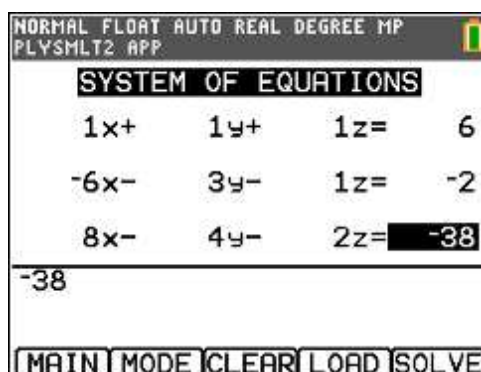 NORMAL FLOAT AUTO REAL DEGREE MP
PLYSMLT2 APP
SYSTEM OF EQUATIONS
1x+ 1y+ 1z= 6
⁻6x- 3y- 1z= ⁻2
8x- 4y- 2z= ⁻38
⁻38
MAIN MODE CLEAR LOAD SOLVE